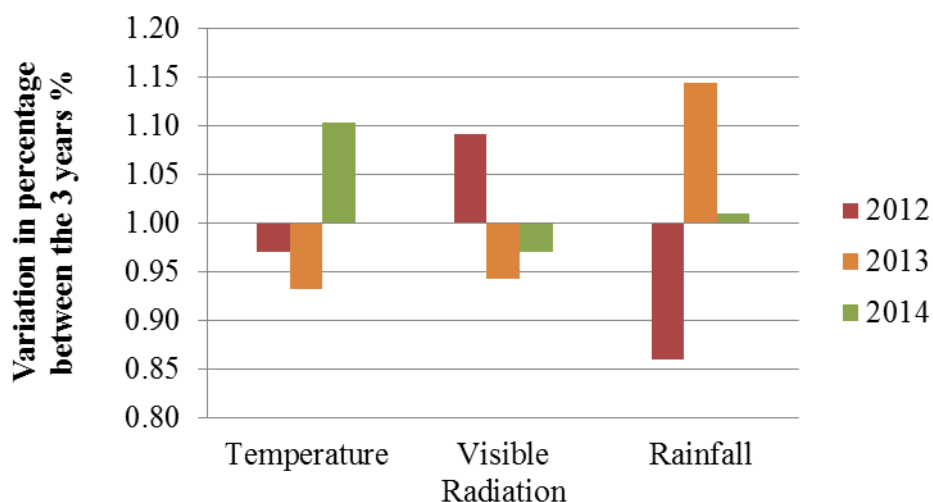 Variation in percentage
between the 3 years %
1.20
1.15
1.10
1.05
1.00
0.95
0.90
0.85
0.80
Temperature
Visible
Radiation
Rainfall
2012
2013
2014